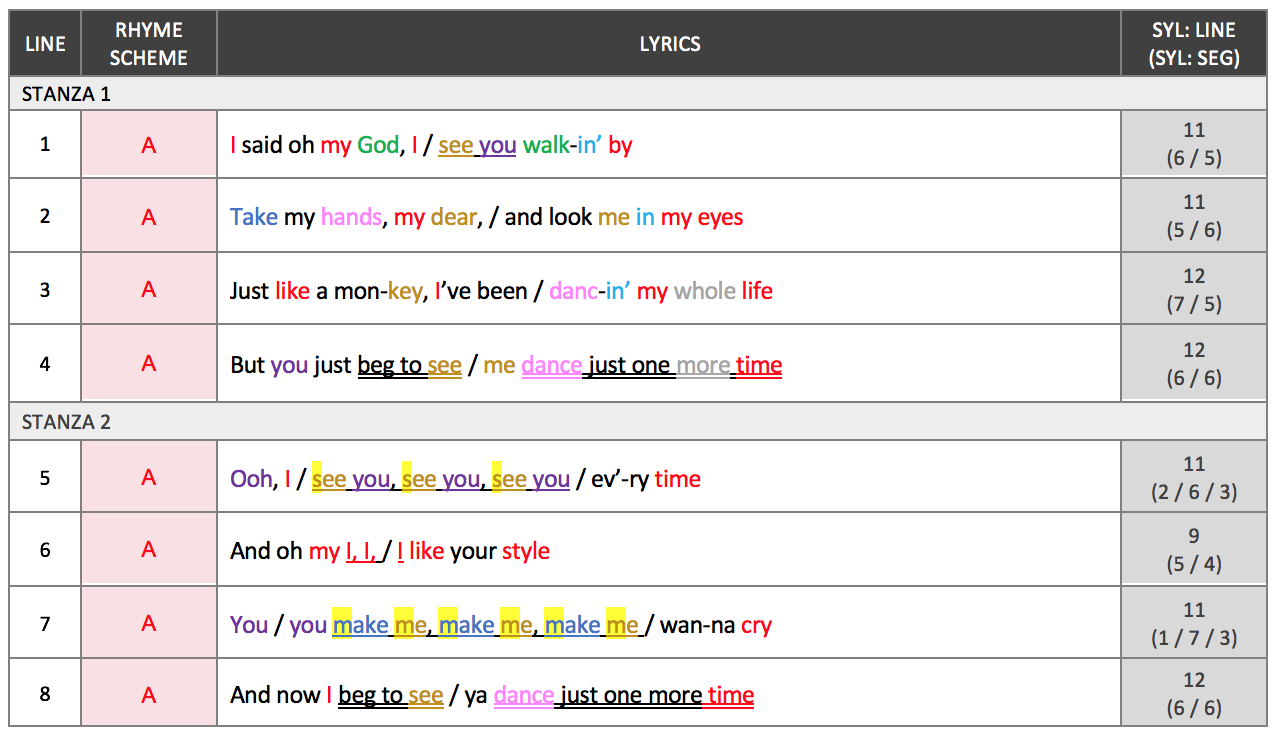 LINE RHYME SCHEME LYRICS SYL: LINE (SYL: SEG)
STANZA 1
1 A I said oh my God, I / see you walk-in’ by 11 (6 / 5)
2 A Take my hands, my dear, / and look me in my eyes 11 (5 / 6)
3 A Just like a mon-key, I’ve been / danc-in’ my whole life 12 (7 / 5)
4 A But you just beg to see / me dance just one more time 12 (6 / 6)
STANZA 2
5 A Ooh, I / see you, see you, see you / ev’-ry time 11 (2 / 6 / 3)
6 A And oh my I, I, / I like your style 9 (5 / 4)
7 A You / you make me, make me, make me / wan-na cry 11 (1 / 7 / 3)
8 A And now I beg to see / ya dance just one more time 12 (6 / 6)